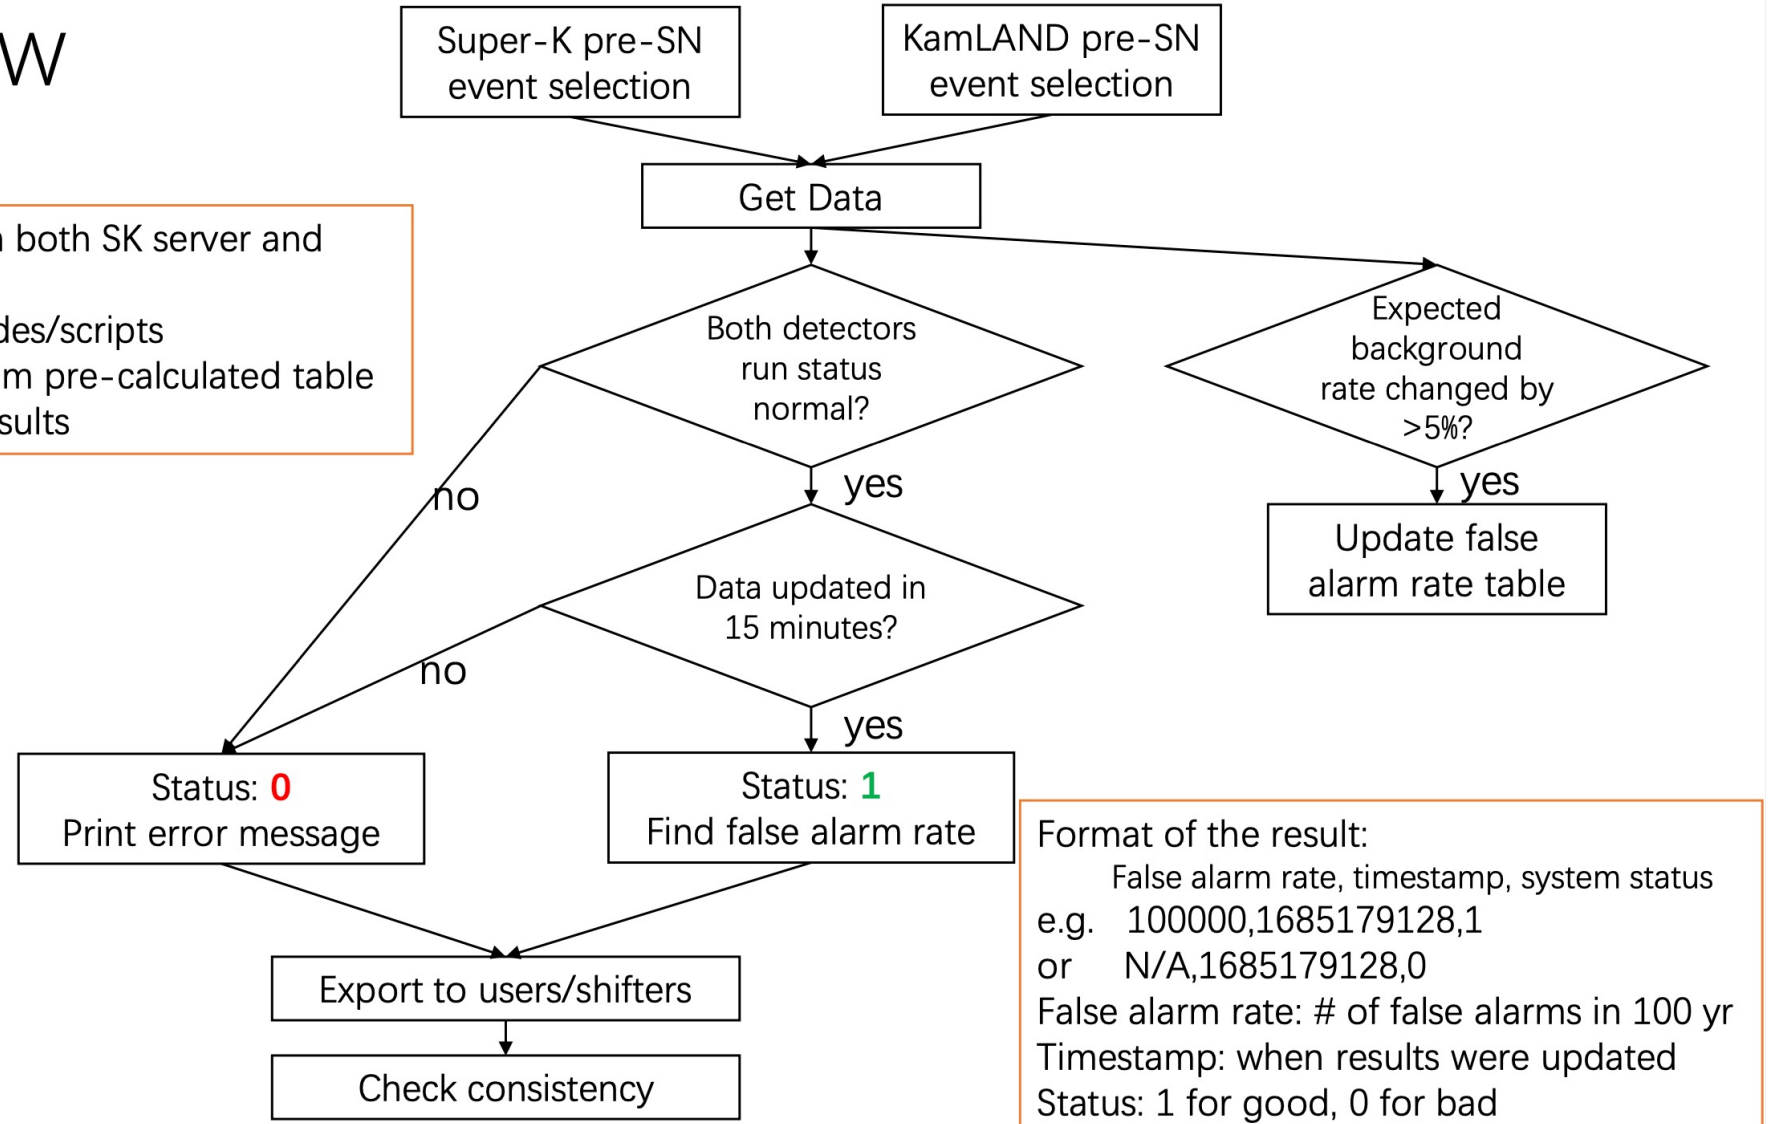 W
Super-K pre-SN
event selection
KamLAND pre-SN
event selection
Get Data
both SK server and
des/scripts
m pre-calculated table
sults
Both detectors
run status
normal?
Expected
background
rate changed by
>5%?
no
yes
yes
Update false
alarm rate table
Data updated in
15 minutes?
no
yes
Status: 0
Print error message
Status: 1
Find false alarm rate
Export to users/shifters
Check consistency
Format of the result:
False alarm rate, timestamp, system status
e.g. 100000,1685179128,1
or N/A,1685179128,0
False alarm rate: # of false alarms in 100 yr
Timestamp: when results were updated
Status: 1 for good, 0 for bad